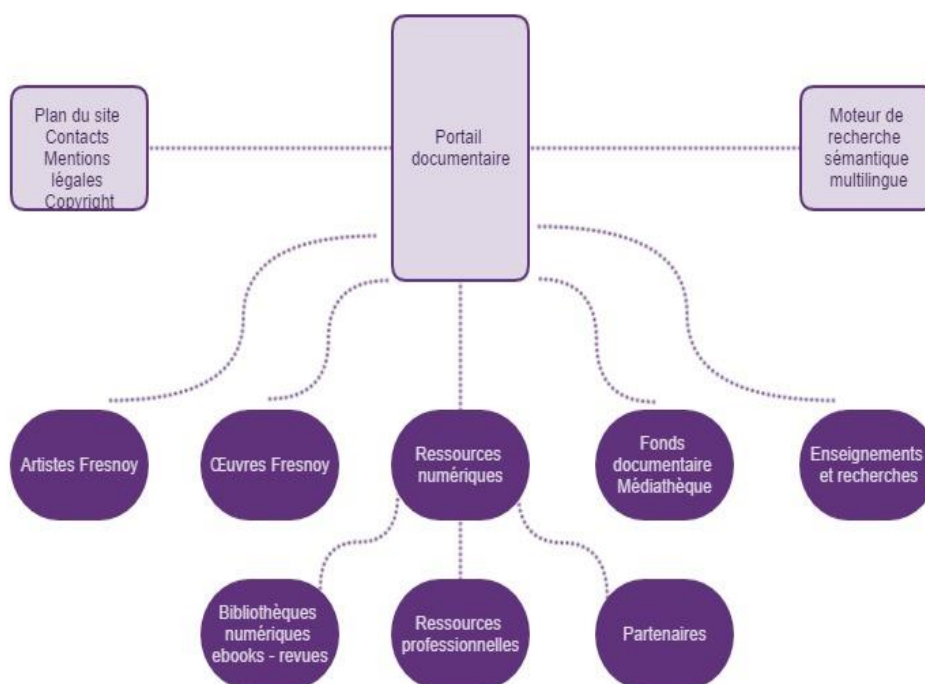 Plan du site
Contacts
Mentions
légales
Copyright
Portail
documentaire
Moteur de
recherche
sémantique
multilingue
Artistes Fresnoy
Œuvres Fresnoy
Ressources
numériques
Fonds
documentaire
Médiathèque
Enseignements
et recherches
Bibliothèques
numériques
ebooks - revues
Ressources
professionnelles
Partenaires